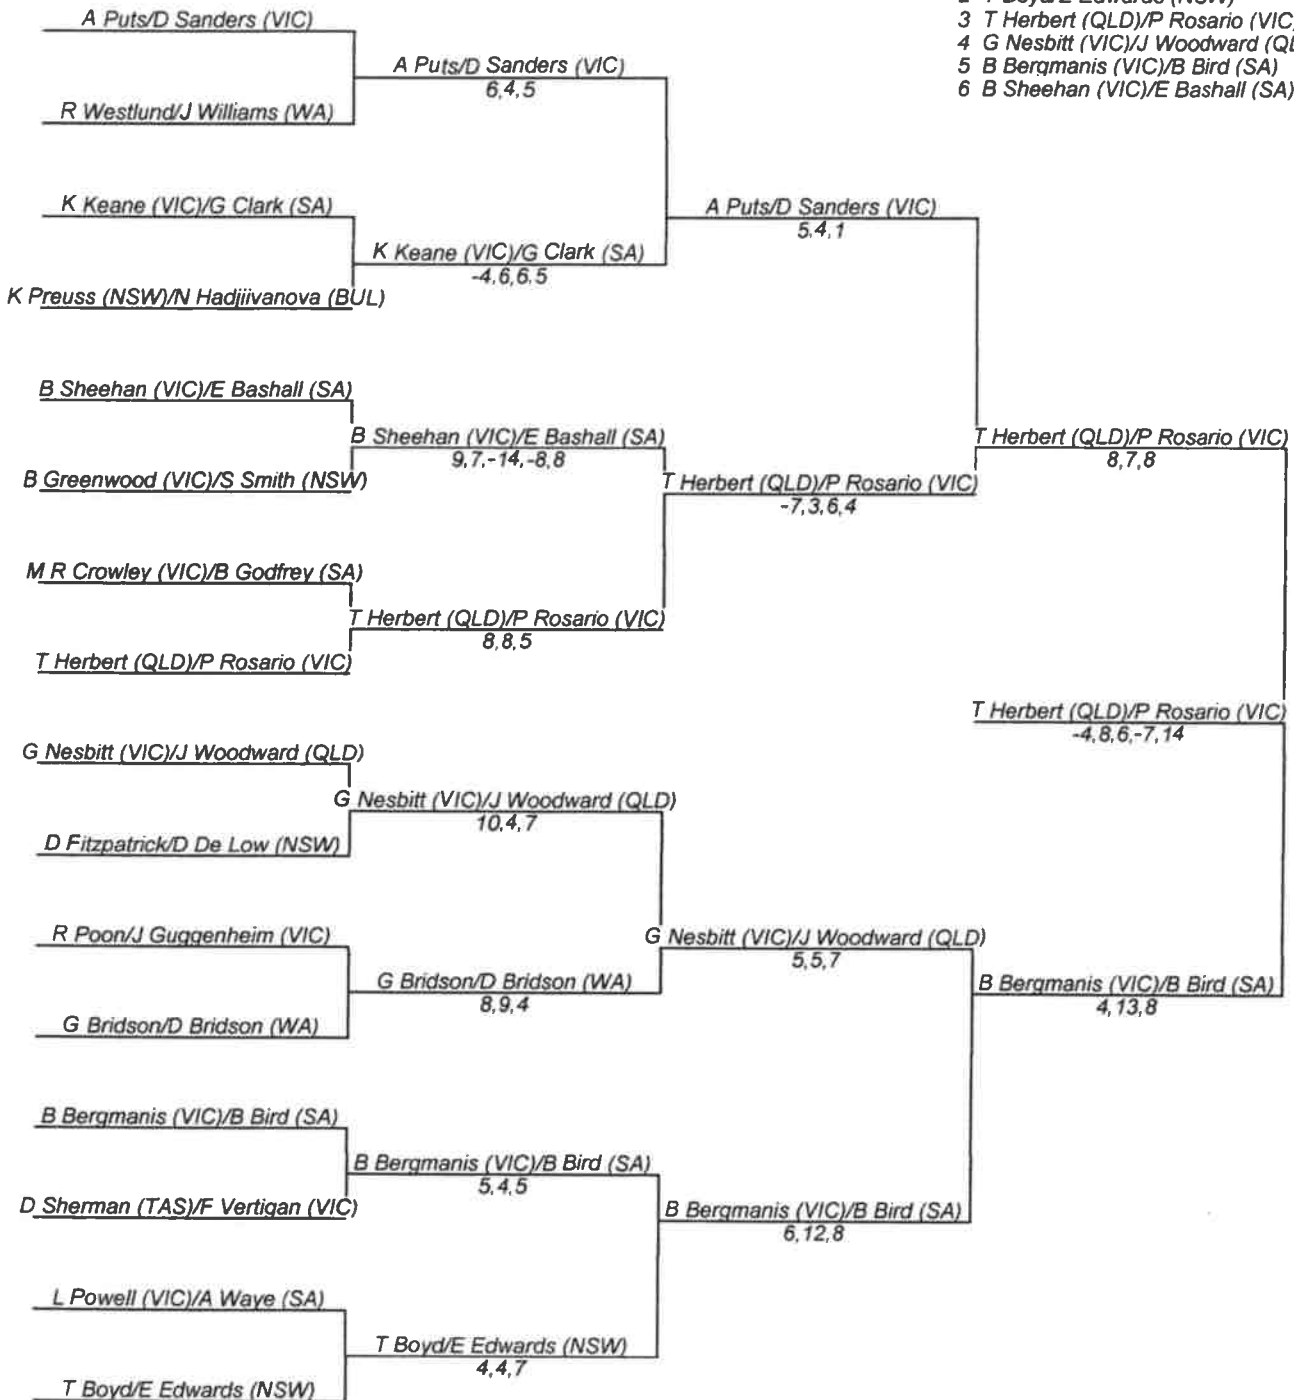 A Puts/D Sanders (VIC)
3 T Herbert (QLD)/P Rosario (VIC)
4 G Nesbitt (VIC)/J Woodward
5 B Bergmanis (VIC)/B Bird (SA)
6 B Sheehan (VIC)/E Bashall (SA)
A Puts/D Sanders (VIC)
6,4,5
R Westlund/J Williams (WA)
K Keane (VIC)/G Clark (SA)
A Puts/D Sanders (VIC)
5,4,1
K Keane (VIC)/G Clark (SA)
-4,6,6,5
K Preuss (NSW)/N Hadjiivanova (BUL)
B Sheehan (VIC)/E Bashall (SA)
B Sheehan (VIC)/E Bashall (SA)
9,7,-14,-8,8
T Herbert (QLD)/P Rosario (VIC)
8,7,8
B Greenwood (VIC)/S Smith (NSW)
T Herbert (QLD)/P Rosario (VIC)
-7,3,6,4
M R Crowley (VIC)/B Godfrey (SA)
T Herbert (QLD)/P Rosario (VIC)
8,8,5
T Herbert (QLD)/P Rosario (VIC)
T Herbert (QLD)/P Rosario (VIC)
-4,8,6,-7,14
G Nesbitt (VIC)/J Woodward (QLD)
G Nesbitt (VIC)/J Woodward (QLD)
10,4,7
D Fitzpatrick/D De Low (NSW)
R Poon/J Guggenheim (VIC)
G Nesbitt (VIC)/J Woodward (QLD)
5,5,7
G Bridson/D Bridson (WA)
8,9,4
B Bergmanis (VIC)/B Bird (SA)
4,13,8
G Bridson/D Bridson (WA)
B Bergmanis (VIC)/B Bird (SA)
B Bergmanis (VIC)/B Bird (SA)
5,4,5
D Sherman (TAS)/F Vertigan (VIC)
B Bergmanis (VIC)/B Bird (SA)
6,12,8
L Powell (VIC)/A Waye (SA)
T Boyd/E Edwards (NSW)
4,4,7
T Boyd/E Edwards (NSW)